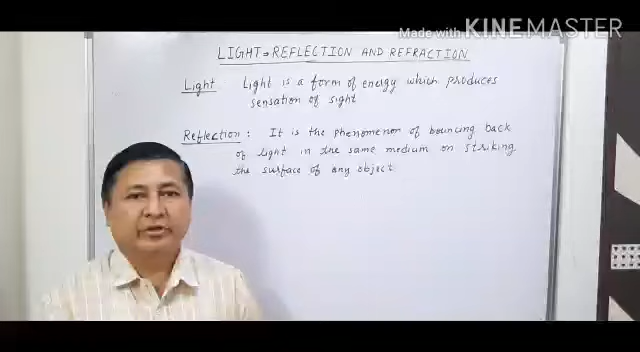 Made with KINEMASTER
LIGHT⇒REFLECTION AND REFRACTION
Light Light is a form of energy which produces
sensation of sight
Reflection: It is the phenomenon of bouncing back
of light in the same medium on striking
the surface of any object